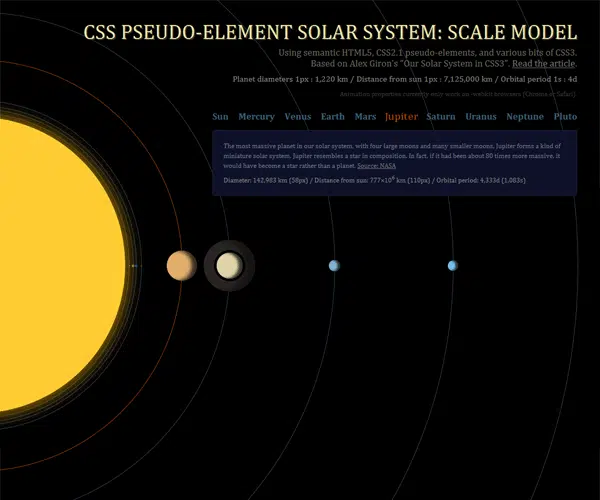 CSS PSEUDO-ELEMENT SOLAR SYSTEM: SCALE MODEL
Using semantic HTML5, CSS2.1 pseudo-elements, and various bits of CSS3.
Based on Alex Giron's "Our Solar System in CSS3". Read the article.
Planet diameters 1px : 1,220 km / Distance from sun 1px : 7,125,000 km / Orbital period 1s : 4d
Animation properties currently only work on -webkit browsers (Chrome or Safari).
Sun Mercury Venus Earth Mars Jupiter Saturn Uranus Neptune Pluto
The most massive planet in our solar system, with four large moons and many smaller moons, Jupiter forms a kind of
miniature solar system. Jupiter resembles a star in composition. In fact, if it had been about 80 times more massive, it
would have become a star rather than a planet. Source: NASA
Diameter: 142,983 km (58px) / Distance from sun: 777×10⁶ km (110px) / Orbital period: 4,333d (1,083s)